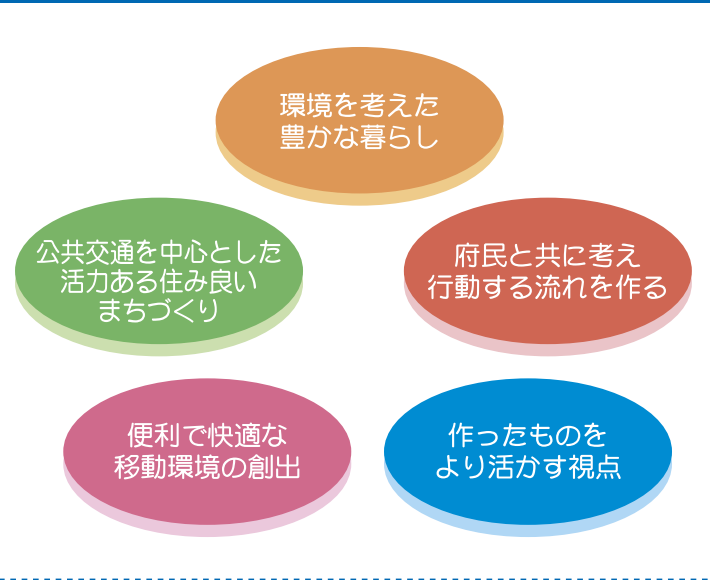 環境を考えた
豊かな暮らし
公共交通を中心とした
活力ある住み良い
まちづくり
府民と共に考え
行動する流れを作る
便利で快適な
移動環境の創出
作ったものを
より活かす視点